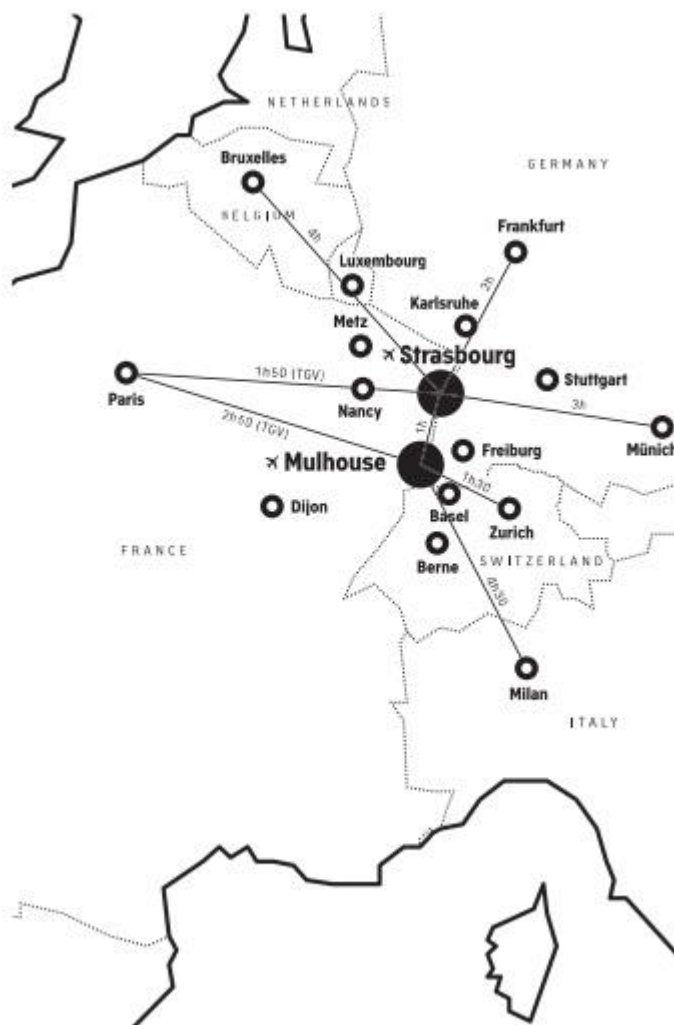 NETHERLANDS
Bruxelles
GERMANY
BELGIUM
4h
Frankfurt
Luxembourg
2h
Karlsruhe
Metz
Strasbourg
Paris
1h50 (TGV)
Nancy
Stuttgart
3h
München
2h50 (TGV)
1h
Mulhouse
Freiburg
1h30
Dijon
Basel
Zurich
FRANCE
Berne
SWITZERLAND
4h30
Milan
ITALY